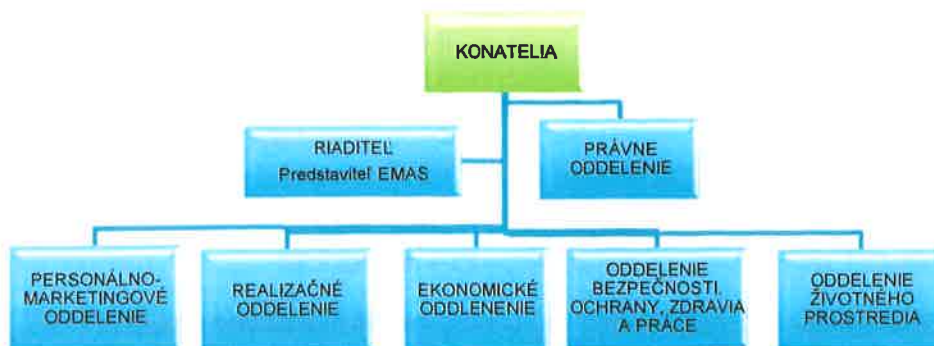 KONATELIA
RIADITEĽ
Predstaviteľ EMAS
PRÁVNE
ODDELENIE
PERSONÁLNO-
MARKETINGOVÉ
ODDELENIE
REALIZAČNÉ
ODDELENIE
EKONOMICKÉ
ODDLENENIE
ODDELENIE
BEZPEČNOSTI,
OCHRANY, ZDRAVIA
A PRÁCE
ODDELENIE
ŽIVOTNÉHO
PROSTREDIA